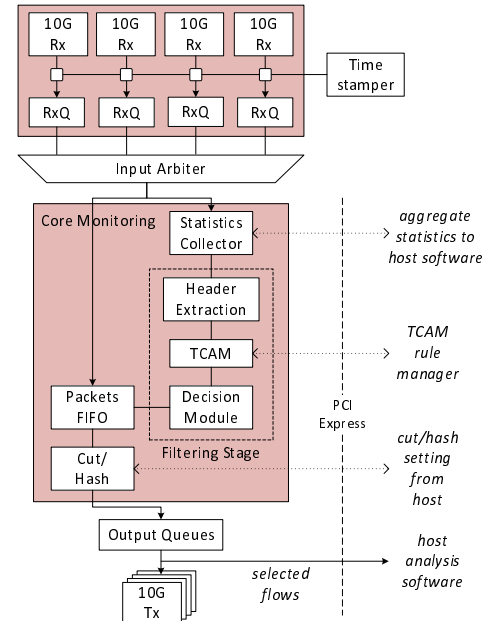 10G
Rx
10G
Rx
10G
Rx
10G
Rx
Time
stamper
RxQ
RxQ
RxQ
RxQ
Input Arbiter
Core Monitoring
Statistics
Collector
aggregate
statistics to
host software
Header
Extraction
TCAM
TCAM
rule
manager
Packets
FIFO
Decision
Module
PCI
Express
Filtering Stage
Cut/
Hash
cut/hash
setting
from
host
Output Queues
host
analysis
software
selected
flows
10G
Tx